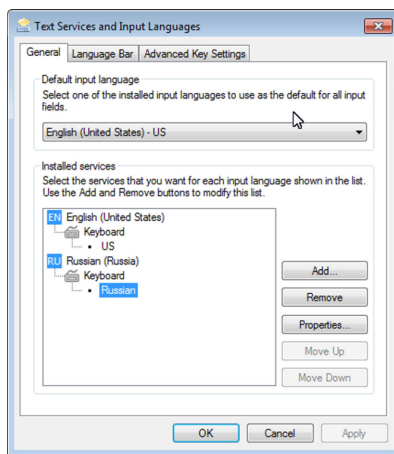 Text Services and Input Languages
General
Language Bar
Advanced Key Settings
Default input language
Select one of the installed input languages to use as the default for all input
fields.
English (United States) - US
Installed services
Select the services that you want for each input language shown in the list.
Use the Add and Remove buttons to modify this list.
EN English (United States)
Keyboard
US
RU Russian (Russia)
Keyboard
Russian
Add...
Remove
Properties...
Move Up
Move Down
OK
Cancel
Apply